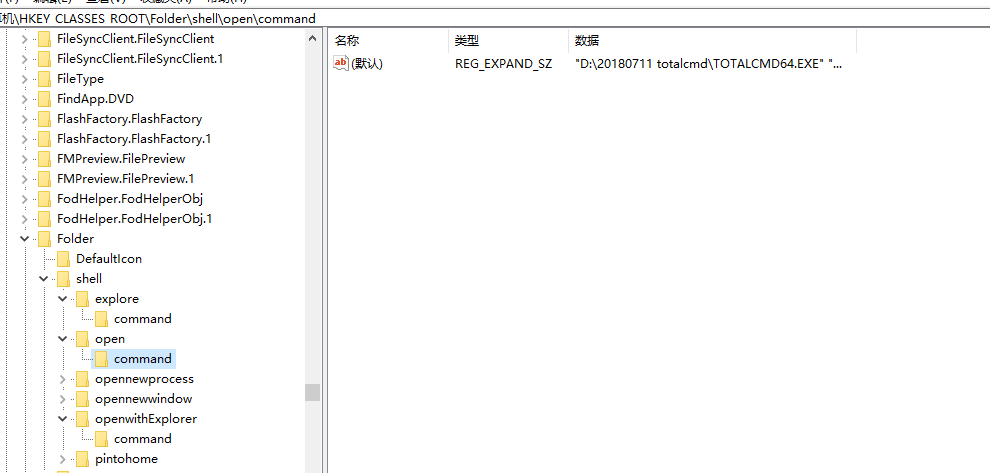 机\HKEY_CLASSES_ROOT\Folder\shell\open\command
FileSyncClient.FileSyncClient
FileSyncClient.FileSyncClient.1
FileType
FindApp.DVD
FlashFactory.FlashFactory
FlashFactory.FlashFactory.1
FMPreview.FilePreview
FMPreview.FilePreview.1
FodHelper.FodHelperObj
FodHelper.FodHelperObj.1
Folder
DefaultIcon
shell
explore
command
open
command
opennewprocess
opennewwindow
openwithExplorer
command
pintohome
名称 类型 数据
ab (默认) REG_EXPAND_SZ "D:\20180711 totalcmd\TOTALCMD64.EXE" "...